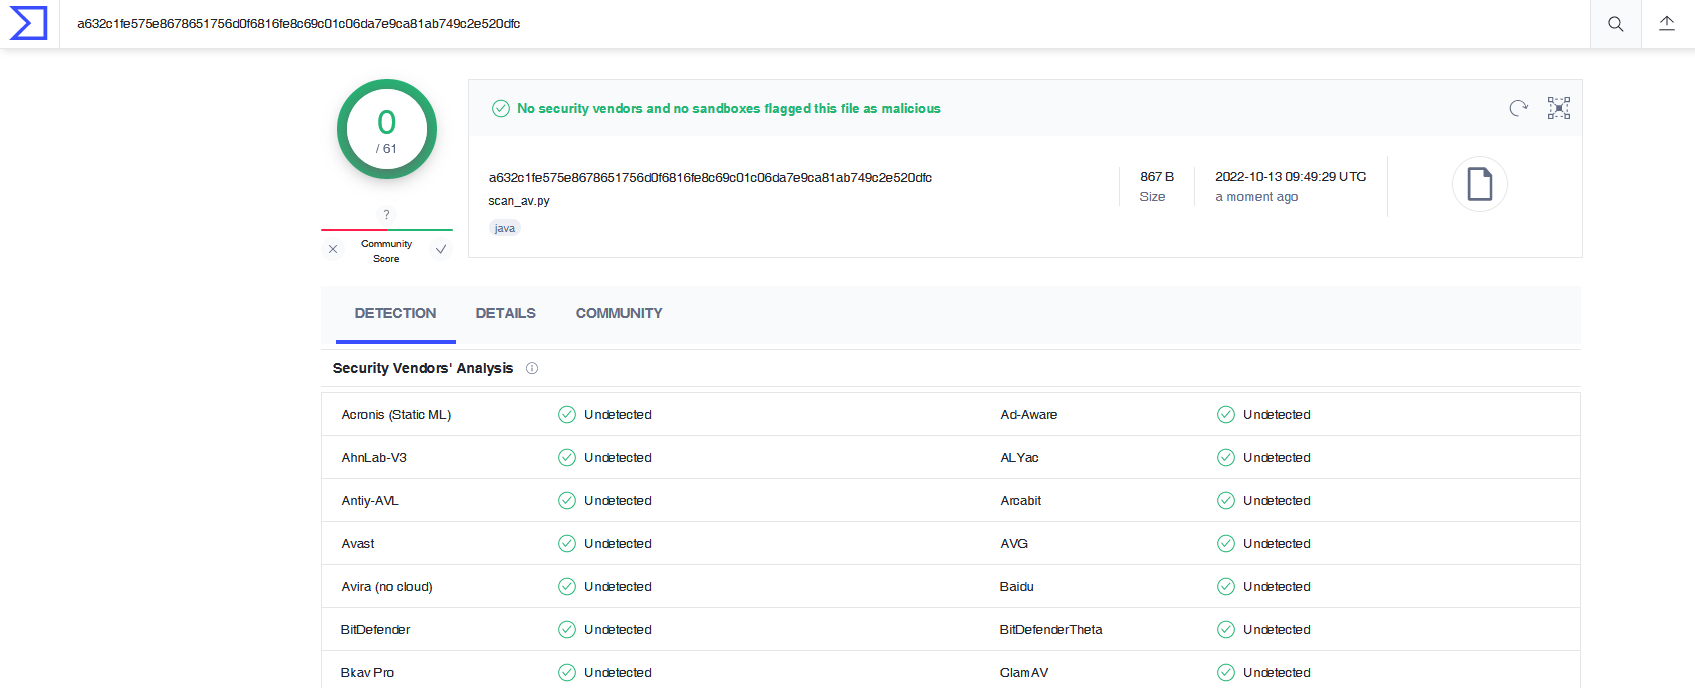 a632c1fe575e8678651756d0f6816fe8c69c01c06da7e9ca81ab749c2e520dfc
0
/ 61
?
Community
Score
No security vendors and no sandboxes flagged this file as malicious
a632c1fe575e8678651756d0f6816fe8c69c01c06da7e9ca81ab749c2e520dfc
scan_av.py
java
867 B
Size
2022-10-13 09:49:29 UTC
a moment ago
DETECTION DETAILS COMMUNITY
Security Vendors' Analysis
Acronis (Static ML) Undetected Ad-Aware Undetected
AhnLab-V3 Undetected ALYac Undetected
Antiy-AVL Undetected Arcabit Undetected
Avast Undetected AVG Undetected
Avira (no cloud) Undetected Baidu Undetected
BitDefender Undetected BitDefenderTheta Undetected
Bkav Pro Undetected ClamAV Undetected